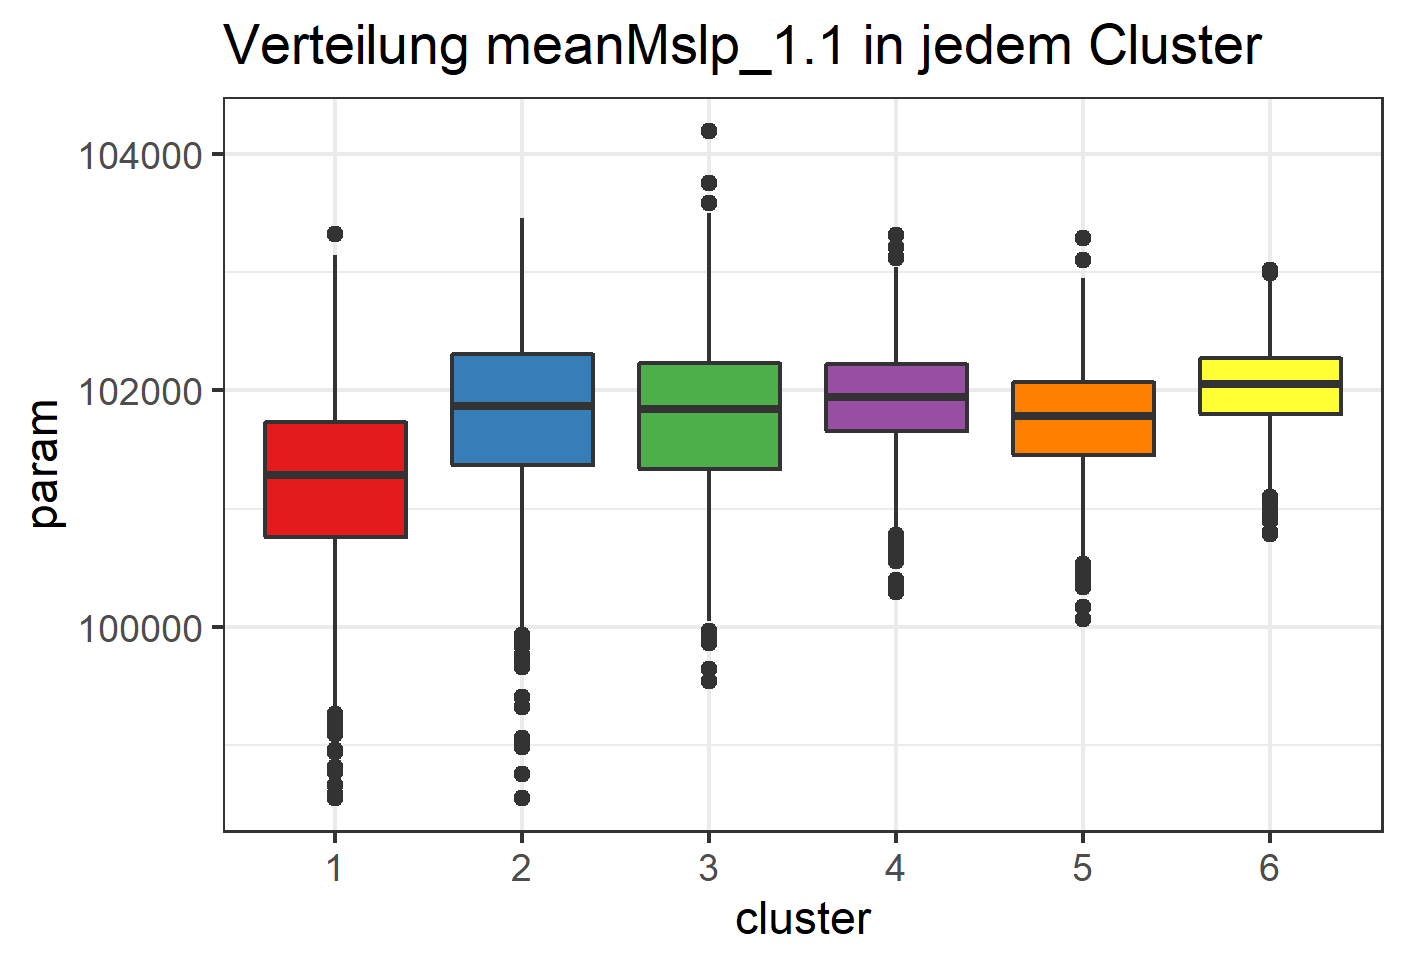 Verteilung meanMslp_1.1 in jedem Cluster
104000
102000
100000
param
1 2 3 4 5 6
cluster